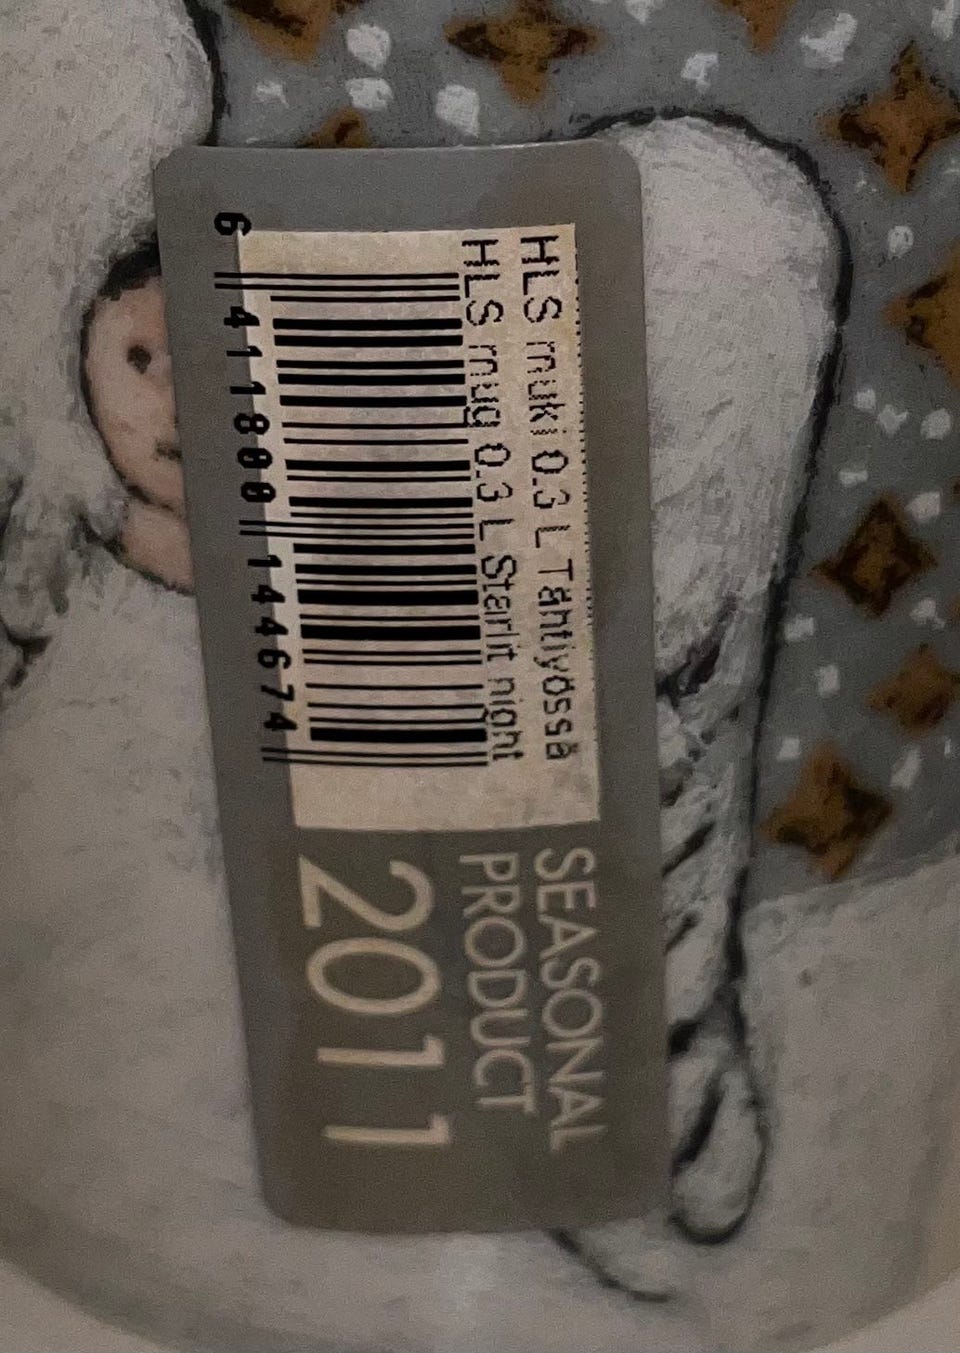 HLS muki 0.3 L Tähtiyössä
HLS mug 0.3 L Starlit night
6 411800 144674
SEASONAL
PRODUCT
2011